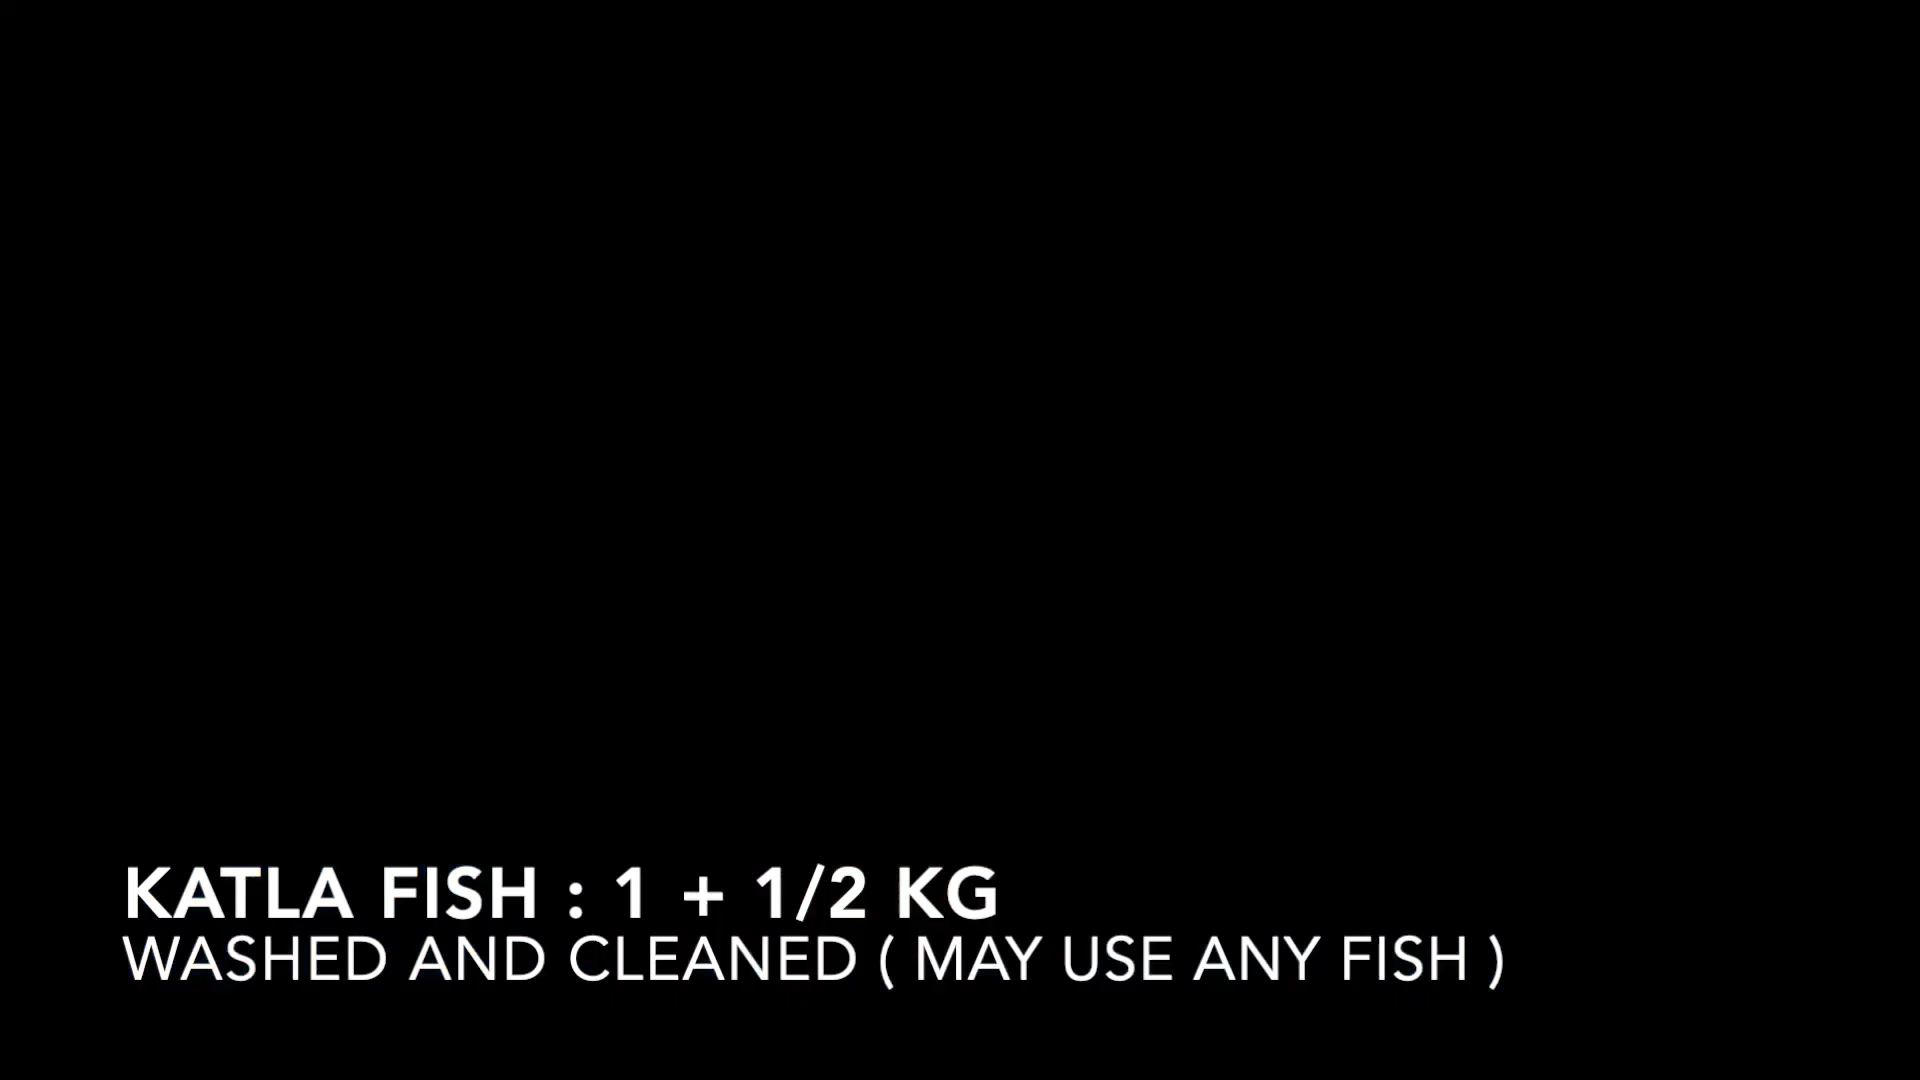 KATLA FISH : 1 + 1/2 KG
WASHED AND CLEANED ( MAY USE ANY FISH )